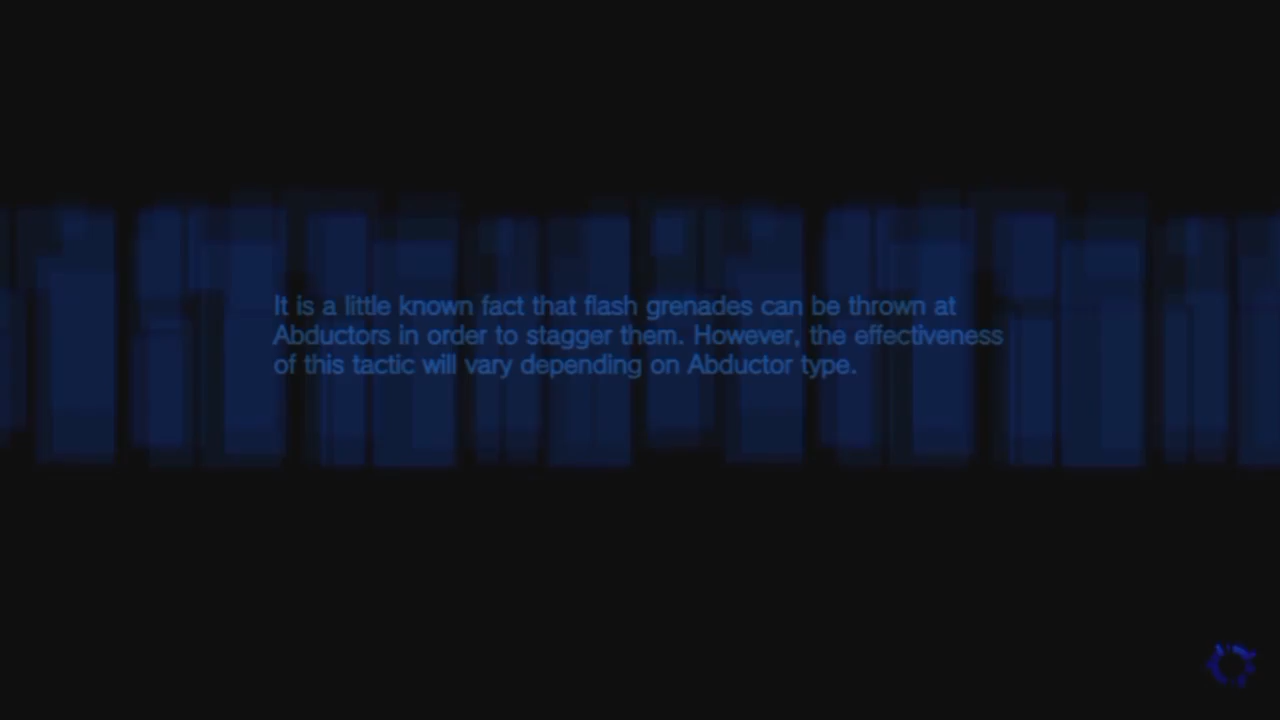 It is a little known fact that flash grenades can be thrown at
Abductors in order to stagger them. However, the effectiveness
of this tactic will vary depending on Abductor type.